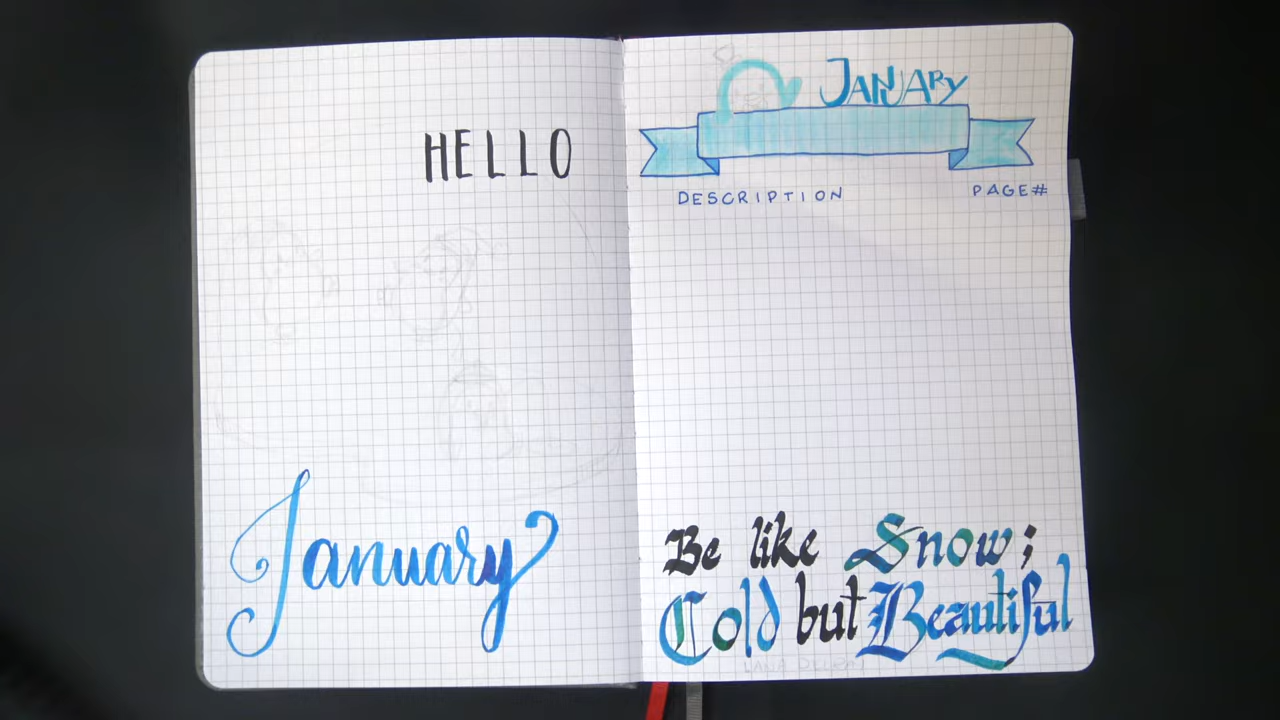 HELLO
January
JANUARY
DESCRIPTION PAGE#
Be like Snow;
Cold but Beautiful